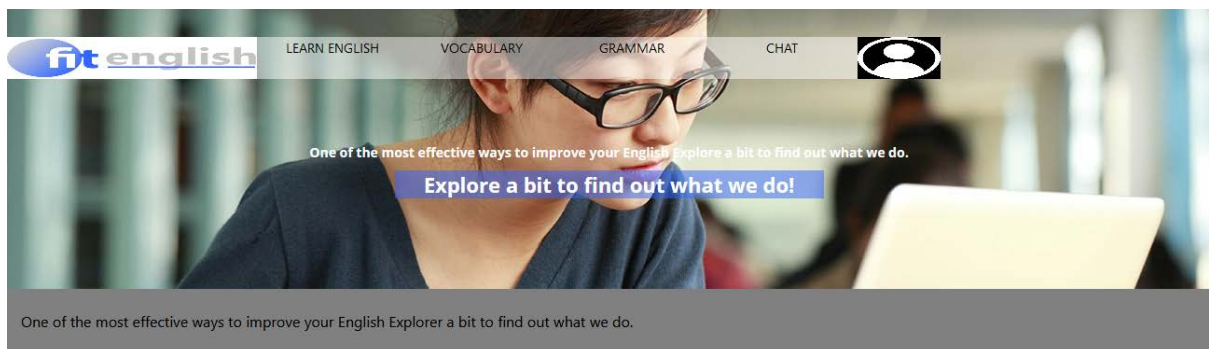 fit english
LEARN ENGLISH VOCABULARY GRAMMAR CHAT
One of the most effective ways to improve your English Explore a bit to find out what we do.
Explore a bit to find out what we do!
One of the most effective ways to improve your English Explorer a bit to find out what we do.